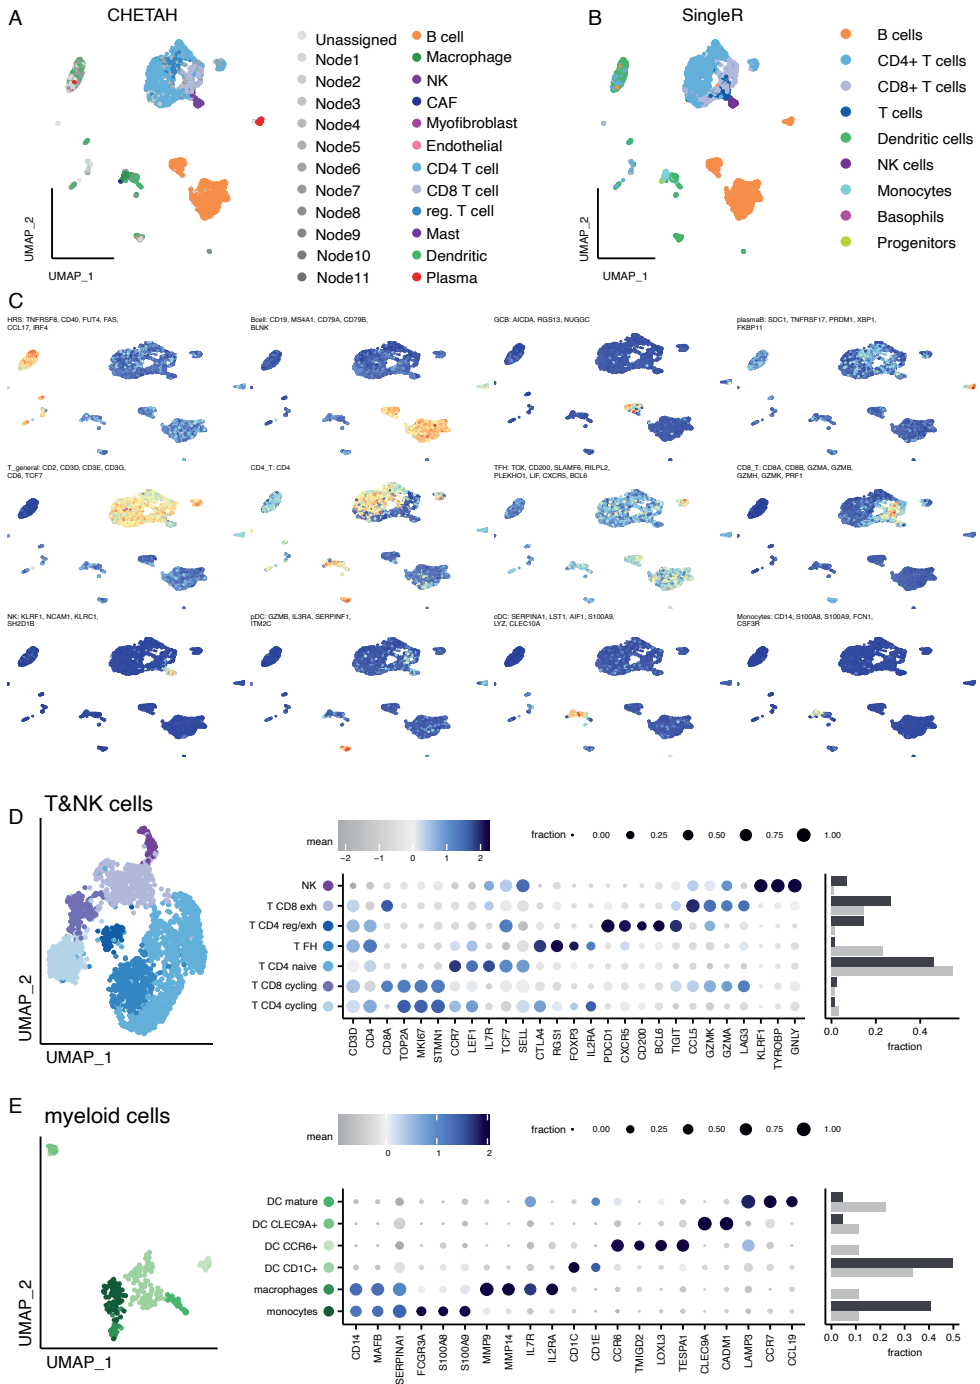 A
CHETAH
UMAP_2
UMAP_1
Unassigned
Node1
Node2
Node3
Node4
Node5
Node6
Node7
Node8
Node9
Node10
Node11
B cell
Macrophage
NK
CAF
Myofibroblast
Endothelial
CD4 T cell
CD8 T cell
reg. T cell
Mast
Dendritic
Plasma
B
SingleR
UMAP_2
UMAP_1
B cells
CD4+ T cells
CD8+ T cells
T cells
Dendritic cells
NK cells
Monocytes
Basophils
Progenitors
C
HRS: TNFRSF8, CD40, FUT4, FAS,
CCL17, IRF4
Bcell: CD19, MS4A1, CD79A, CD79B,
BLNK
GCB: AICDA, RGS13, NUGGC
plasmaB: SDC1, TNFRSF17, PRDM1, XBP1,
FKBP11
T_general: CD2, CD3D, CD3E, CD3G,
CD6, TCF7
CD4_T: CD4
TFH: TOX, CD200, SLAMF6, RILPL2,
PLEKHO1, LIF, CXCR5, BCL6
CD8_T: CD8A, CD8B, GZMA, GZMB,
GZMH, GZMK, PRF1
NK: KLRF1, NCAM1, KLRC1,
SH2D1B
pDC: GZMB, IL3RA, SERPINF1,
ITM2C
cDC: SERPINA1, LST1, AIF1, S100A9,
LYZ, CLEC10A
Monocytes: CD14, S100A8, S100A9, FCN1,
CSF3R
D
T&NK cells
UMAP_2
UMAP_1
mean
−2 −1 0 1 2
fraction 0.00 0.25 0.50 0.75 1.00
NK
T CD8 exh
T CD4 reg/exh
T FH
T CD4 naive
T CD8 cycling
T CD4 cycling
CD3D
CD4
CD8A
TOP2A
MKI67
STMN1
CCR7
LEF1
IL7R
TCF7
SELL
CTLA4
RGS1
FOXP3
IL2RA
PDCD1
CXCR5
CD200
BCL6
TIGIT
CCL5
GZMK
GZMA
LAG3
KLRF1
TYROBP
GNLY
0.0 0.2 0.4
fraction
E
myeloid cells
UMAP_2
UMAP_1
mean
0 1 2
fraction 0.00 0.25 0.50 0.75 1.00
DC mature
DC CLEC9A+
DC CCR6+
DC CD1C+
macrophages
monocytes
CD14
MAFB
SERPINA1
FCGR3A
S100A8
S100A9
MMP9
MMP14
IL7R
IL2RA
CD1C
CD1E
CCR6
TMIGD2
LOXL3
TESPA1
CLEC9A
CADM1
LAMP3
CCR7
CCL19
0.0 0.1 0.2 0.3 0.4 0.5
fraction